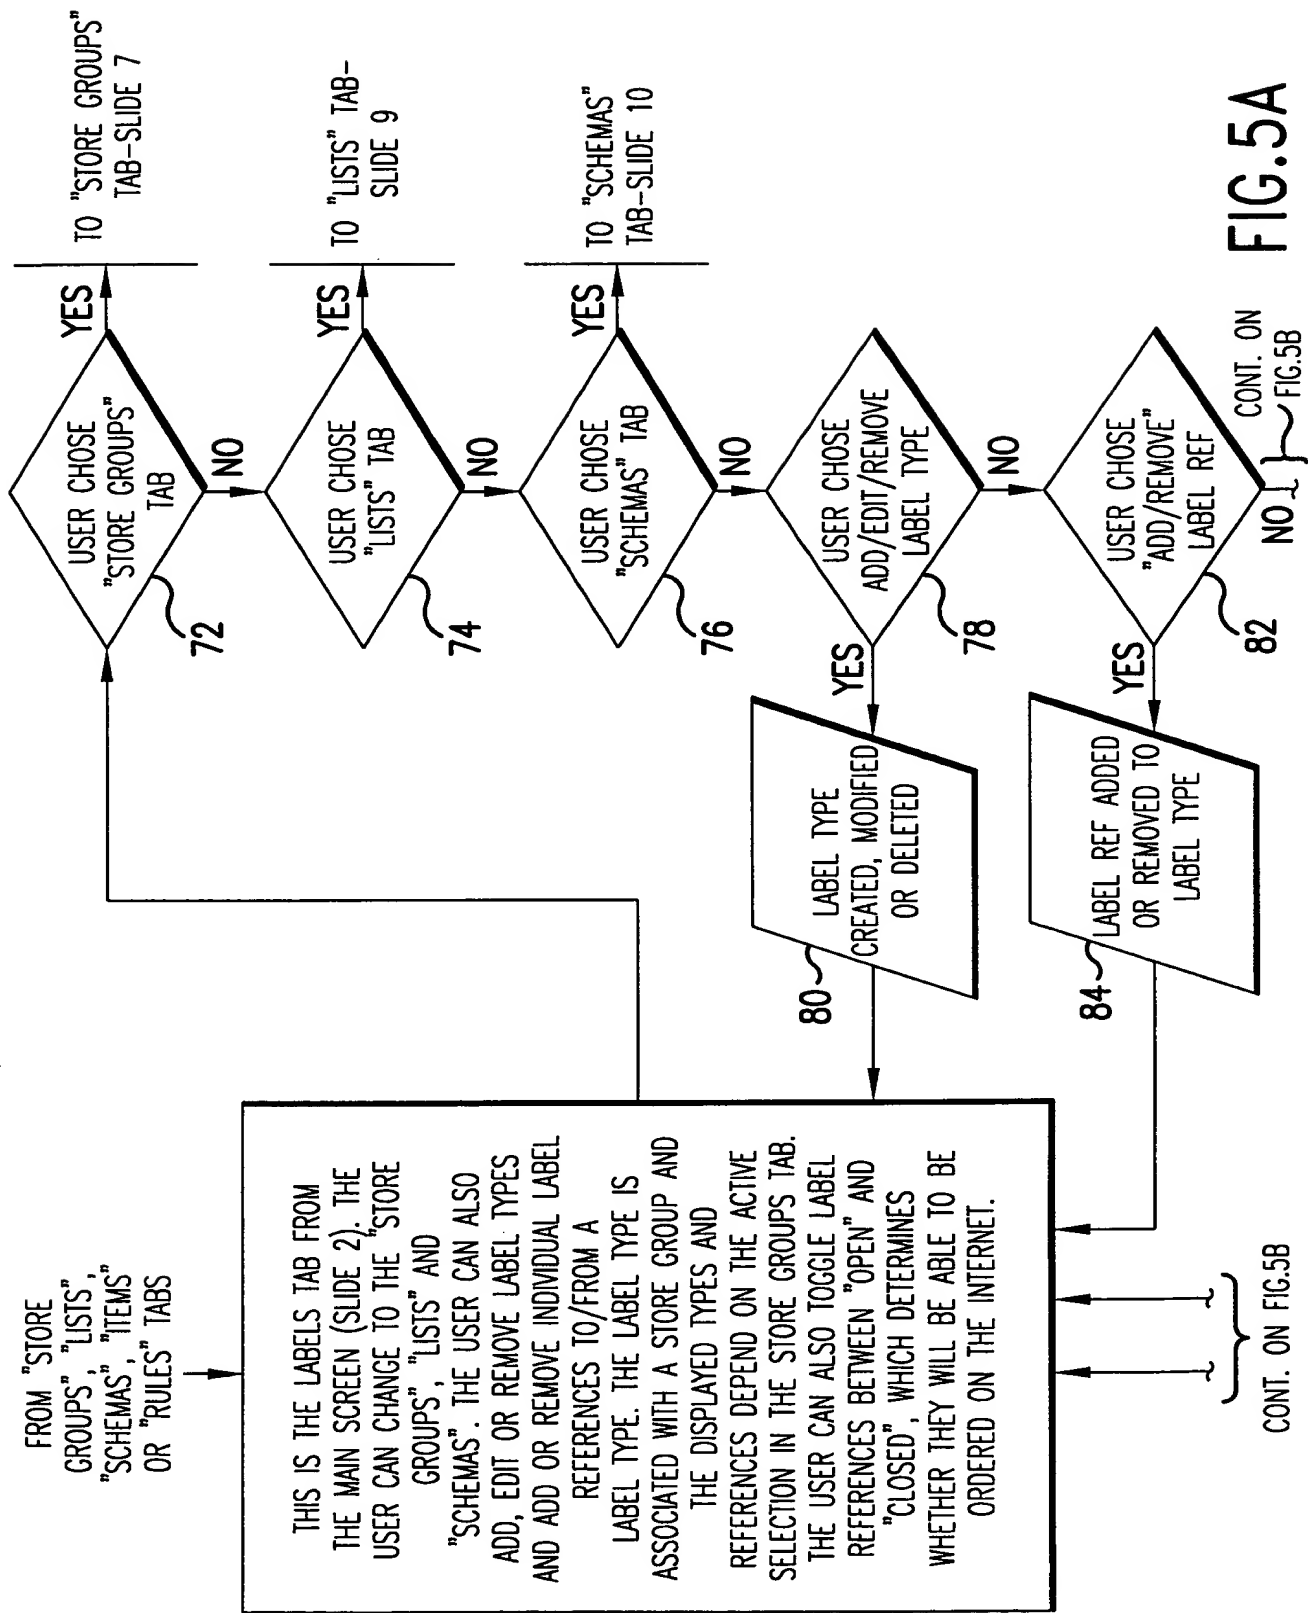 FROM "STORE
GROUPS", "LISTS",
"SCHEMAS", "ITEMS"
OR "RULES" TABS
THIS IS THE LABELS TAB FROM
THE MAIN SCREEN (SLIDE 2). THE
USER CAN CHANGE TO THE "STORE
GROUPS", "LISTS" AND
"SCHEMAS". THE USER CAN ALSO
ADD, EDIT OR REMOVE LABEL TYPES
AND ADD OR REMOVE INDIVIDUAL LABEL
REFERENCES TO/FROM A
LABEL TYPE. THE LABEL TYPE IS
ASSOCIATED WITH A STORE GROUP AND
THE DISPLAYED TYPES AND
REFERENCES DEPEND ON THE ACTIVE
SELECTION IN THE STORE GROUPS TAB.
THE USER CAN ALSO TOGGLE LABEL
REFERENCES BETWEEN "OPEN" AND
"CLOSED", WHICH DETERMINES
WHETHER THEY WILL BE ABLE TO BE
ORDERED ON THE INTERNET.
CONT. ON FIG.5B
USER CHOSE
"STORE GROUPS"
TAB
72
YES
TO "STORE GROUPS"
TAB-SLIDE 7
NO
USER CHOSE
"LISTS" TAB
74
YES
TO "LISTS" TAB-
SLIDE 9
NO
USER CHOSE
"SCHEMAS" TAB
76
YES
TO "SCHEMAS"
TAB-SLIDE 10
NO
USER CHOSE
ADD/EDIT/REMOVE
LABEL TYPE
78
YES
LABEL TYPE
CREATED, MODIFIED
OR DELETED
80
NO
USER CHOSE
"ADD/REMOVE"
LABEL REF
82
YES
LABEL REF ADDED
OR REMOVED TO
LABEL TYPE
84
NO
CONT. ON
FIG.5B
FIG.5A